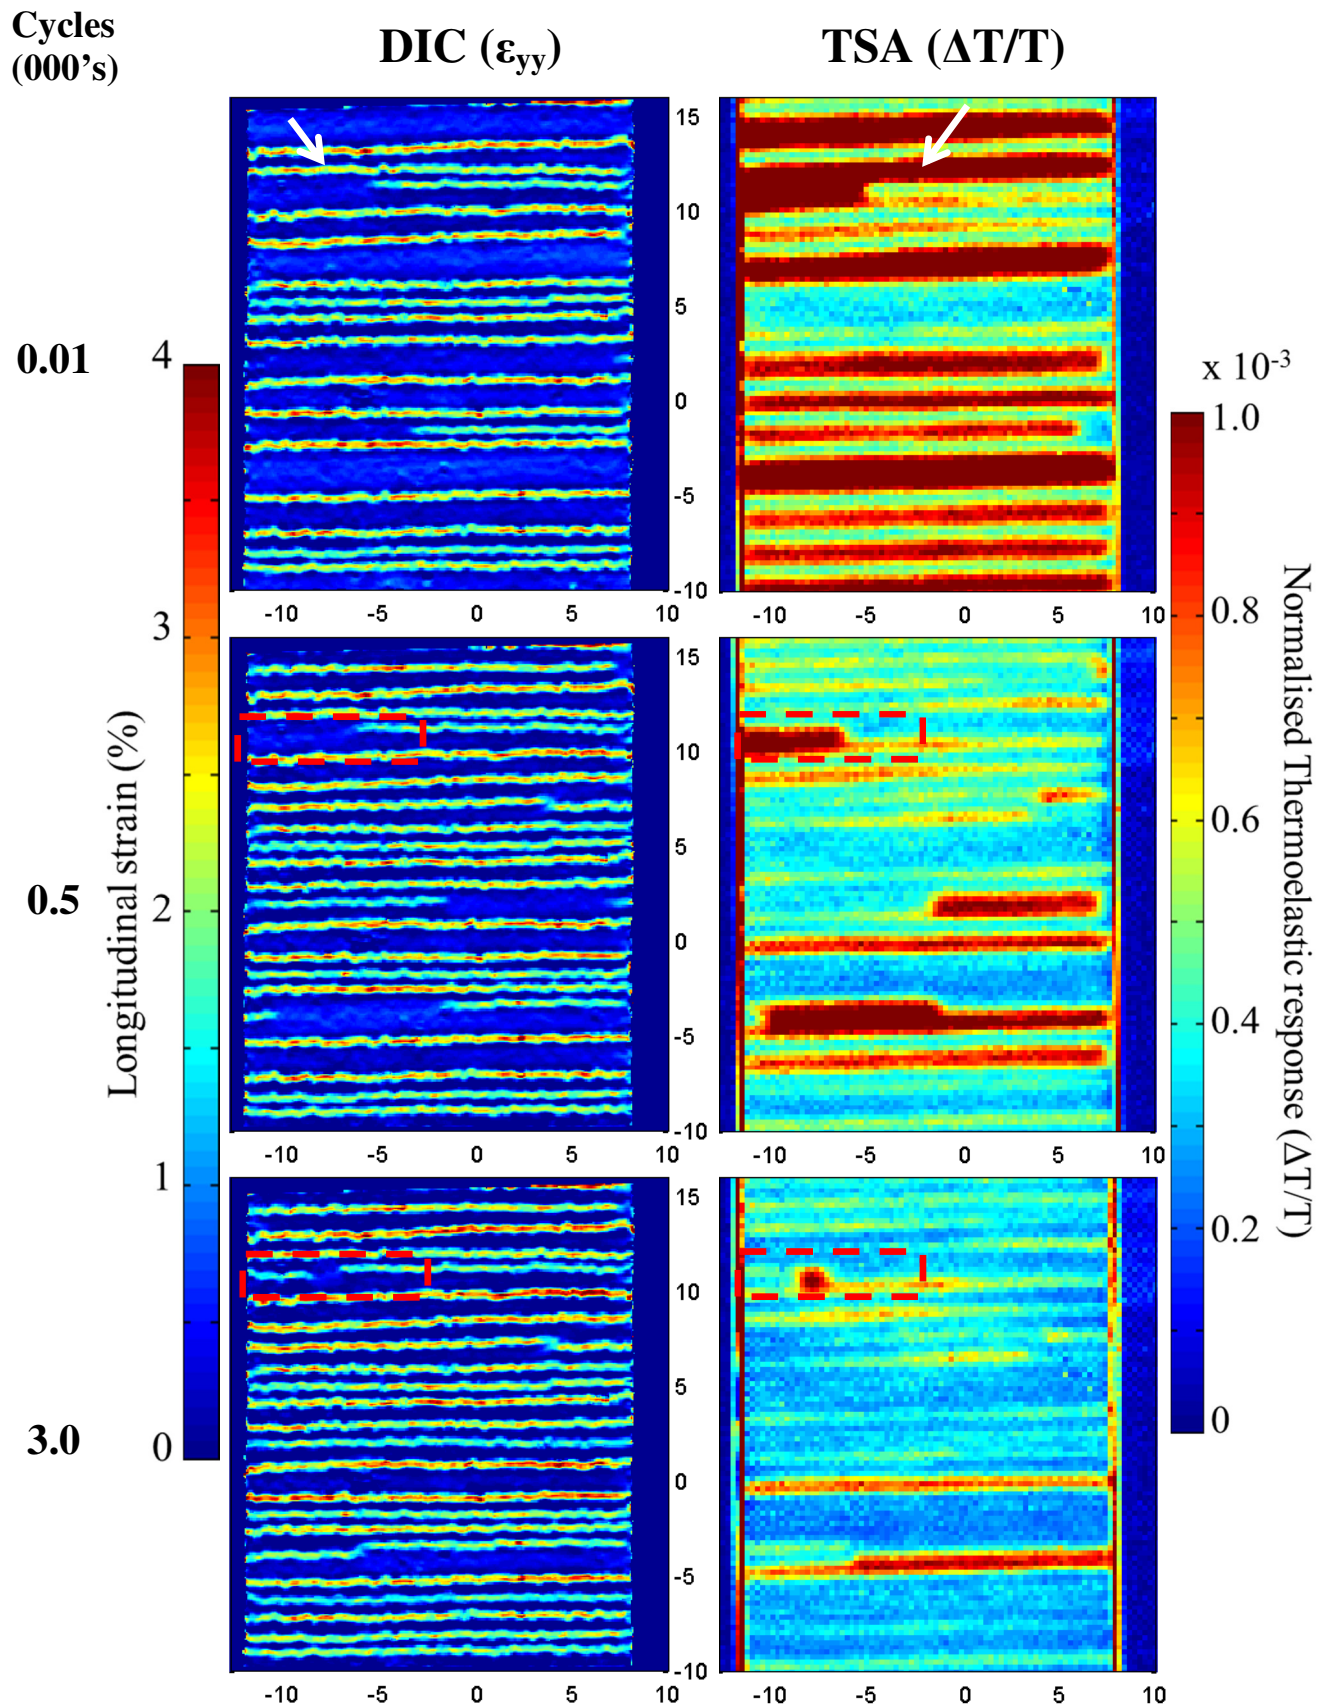 Cycles
(000's)
DIC (εyy)
TSA (ΔT/T)
15
10
5
0
-5
-10
-10 -5 0 5 10
-10 -5 0 5 10
0.01
4
3
2
1
0
Longitudinal strain (%)
x 10-3
1.0
0.8
0.6
0.4
0.2
0
Normalised Thermoelastic response (ΔT/T)
0.5
15
10
5
0
-5
-10
-10 -5 0 5 10
-10 -5 0 5 10
3.0
15
10
5
0
-5
-10
-10 -5 0 5 10
-10 -5 0 5 10